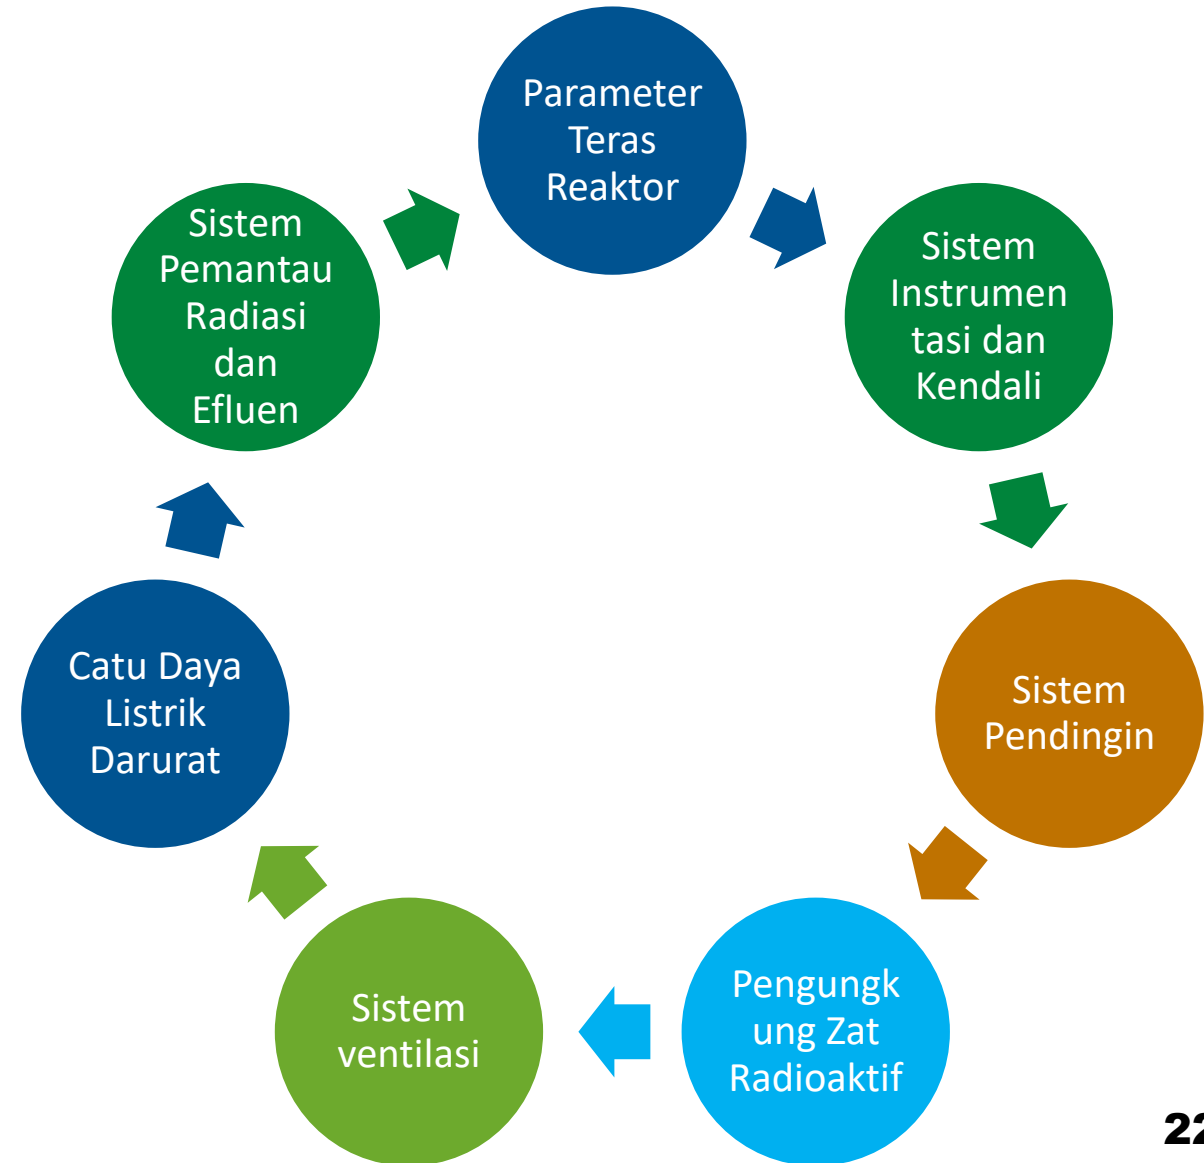 Parameter
Teras
Reaktor
Sistem
Instrumen
tasi dan
Kendali
Sistem
Pendingin
Pengungk
ung Zat
Radioaktif
Sistem
ventilasi
Catu Daya
Listrik
Darurat
Sistem
Pemantau
Radiasi
dan
Efluen
22